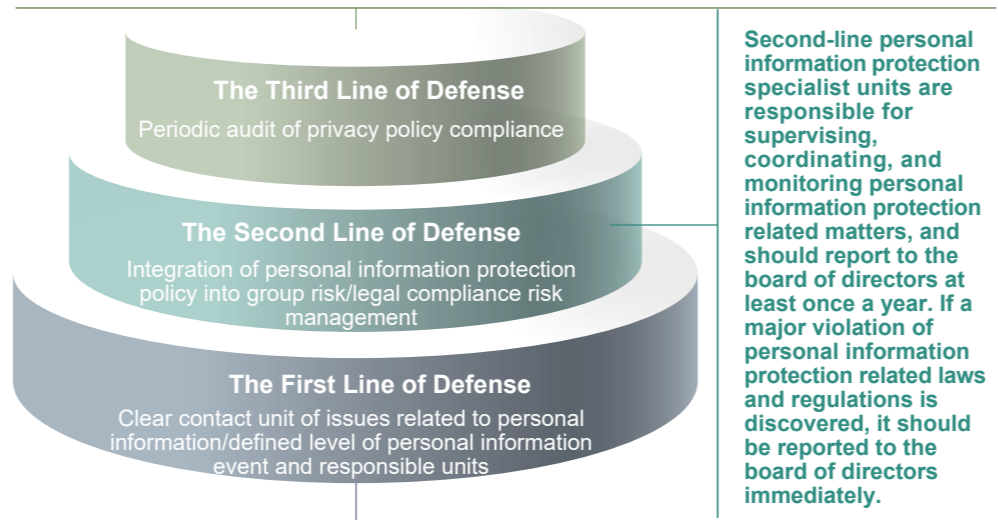 The Third Line of Defense
Periodic audit of privacy policy compliance
The Second Line of Defense
Integration of personal information protection
policy into group risk/legal compliance risk
management
The First Line of Defense
Clear contact unit of issues related to personal
information/defined level of personal information
event and responsible units
Second-line personal
information protection
specialist units are
responsible for
supervising,
coordinating, and
monitoring personal
information protection
related matters, and
should report to the
board of directors at
least once a year. If a
major violation of
personal information
protection related laws
and regulations is
discovered, it should
be reported to the
board of directors
immediately.